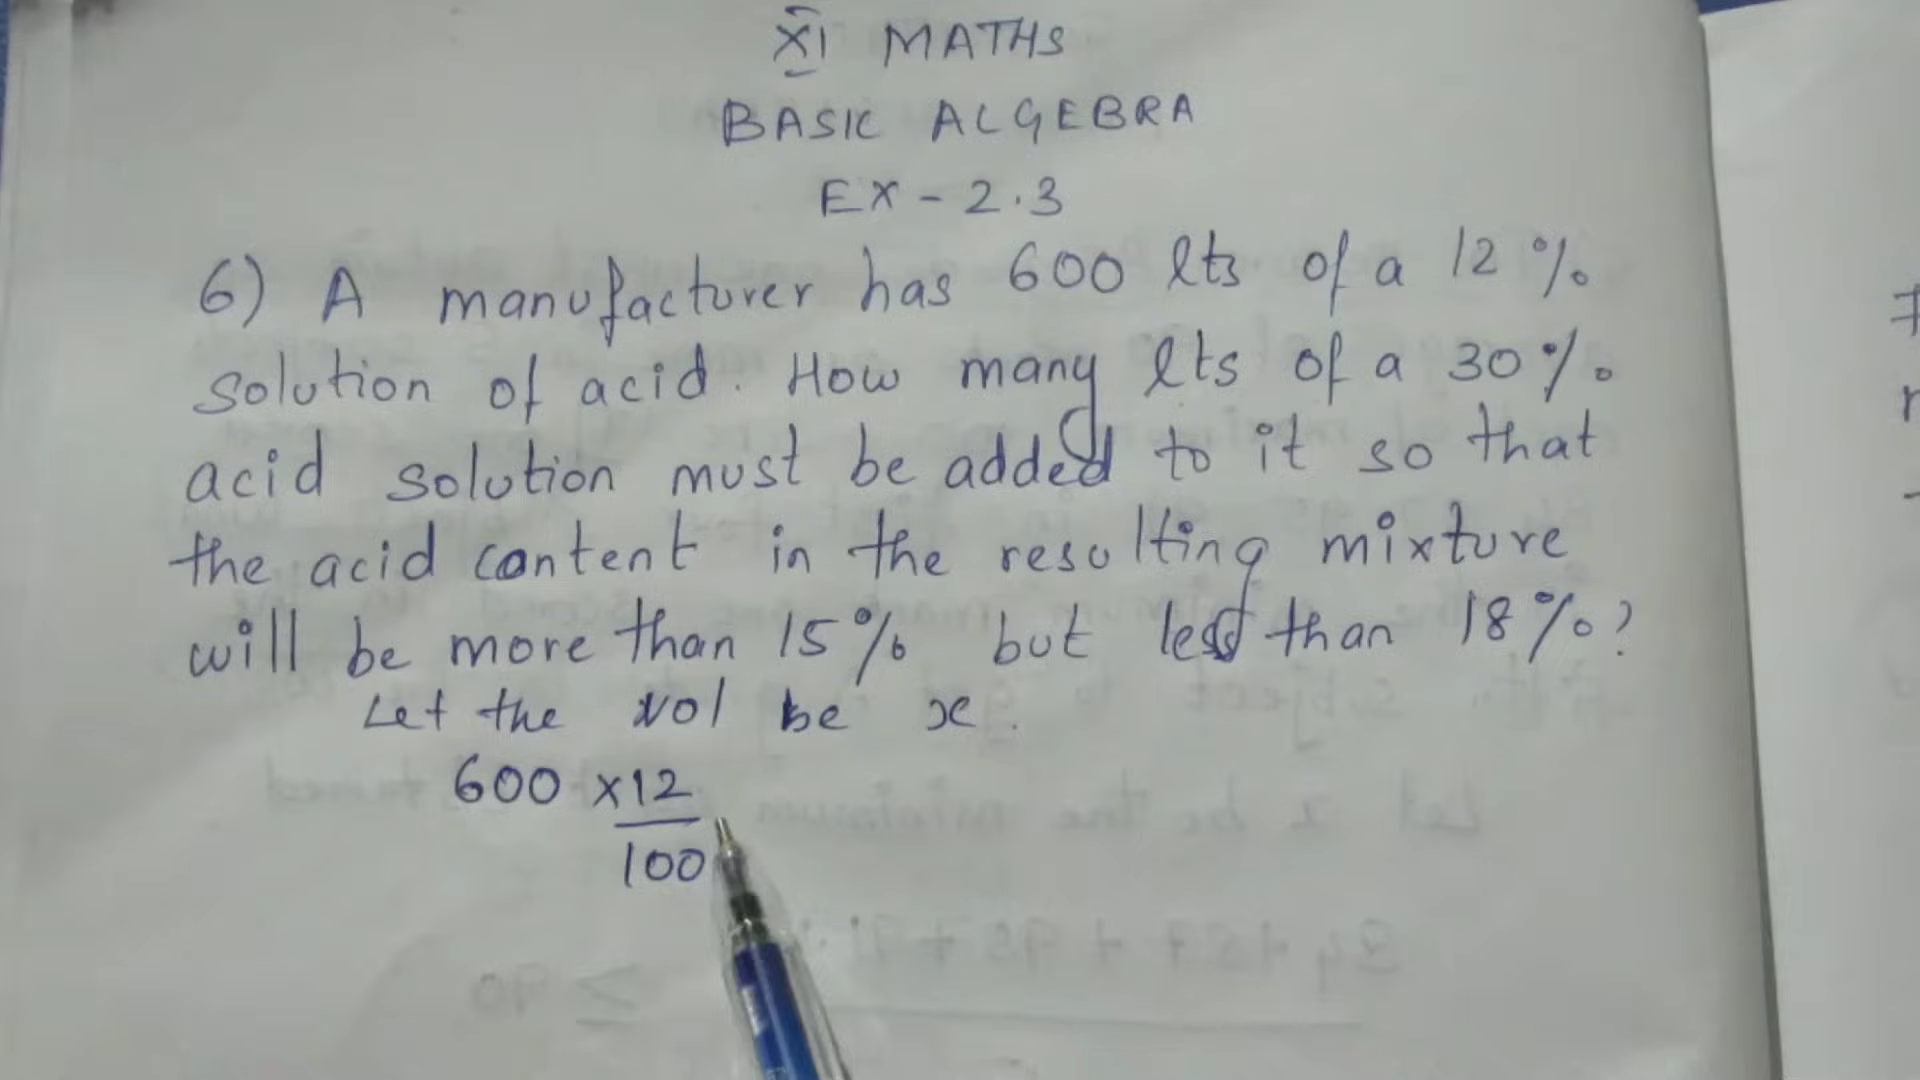 XI MATHS
BASIC ALGEBRA
EX - 2.3
6) A manufacturer has 600 lts of a 12 %
solution of acid. How many lts of a 30%
acid solution must be added to it so that
the acid content in the resulting mixture
will be more than 15% but less than 18%?
Let the vol be x.
600 × 12
100